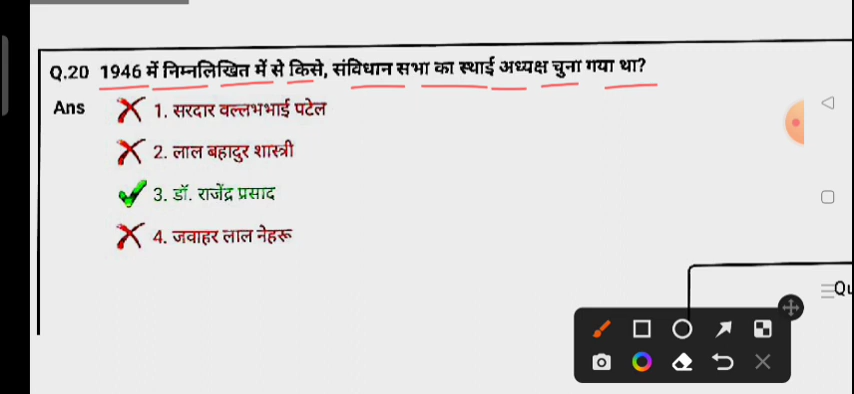 Q.20 1946 में निम्नलिखित में से किसे, संविधान सभा का स्थाई अध्यक्ष चुना गया था?
Ans 1. सरदार वल्लभभाई पटेल
2. लाल बहादुर शास्त्री
3. डॉ. राजेंद्र प्रसाद
4. जवाहर लाल नेहरू